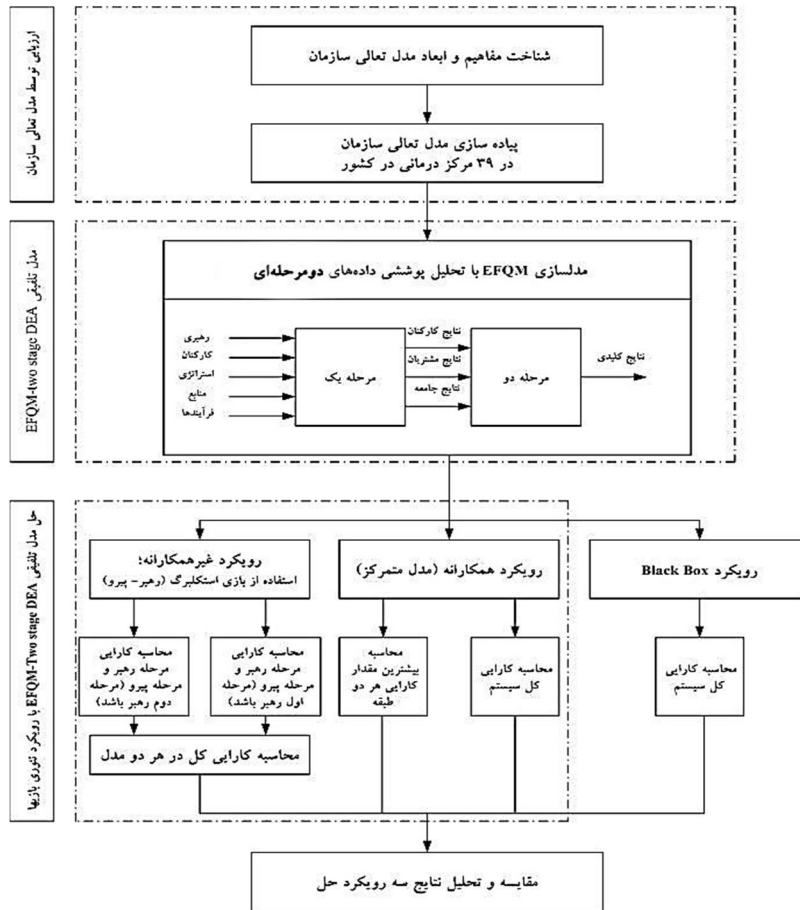 ارزیابی توسط مدل تعالی سازمان
شناخت مفاهیم و ابعاد مدل تعالی سازمان
پیاده سازی مدل تعالی سازمان
در ۳۹ مرکز درمانی در کشور
مدل تلفیقی EFQM-two stage DEA
مدلسازی EFQM با تحلیل پوششی داده‌های دومرحله‌ای
رهبری
کارکنان
استراتژی
منابع
فرآیندها
مرحله یک
نتایج کارکنان
نتایج مشتریان
نتایج جامعه
مرحله دو
نتایج کلیدی
حل مدل تلفیقی EFQM-Two stage DEA با رویکرد تئوری بازیها
رویکرد Black Box
رویکرد همکارانه (مدل متمرکز)
رویکرد غیرهمکارانه؛
استفاده از بازی استکلبرگ (رهبر- پیرو)
محاسبه کارایی
کل سیستم
محاسبه کارایی
کل سیستم
محاسبه
بیشترین مقدار
کارایی هر دو
طبقه
محاسبه کارایی
مرحله رهبر و
مرحله پیرو (مرحله
اول رهبر باشد)
محاسبه کارایی
مرحله رهبر و
مرحله پیرو (مرحله
دوم رهبر باشد)
محاسبه کارایی کل در هر دو مدل
مقایسه و تحلیل نتایج سه رویکرد حل